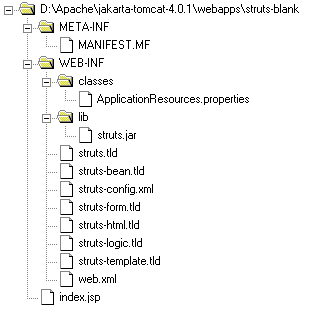 D:\Apache\jakarta-tomcat-4.0.1\webapps\struts-blank
META-INF
MANIFEST.MF
WEB-INF
classes
ApplicationResources.properties
lib
struts.jar
struts.tld
struts-bean.tld
struts-config.xml
struts-form.tld
struts-html.tld
struts-logic.tld
struts-template.tld
web.xml
index.jsp